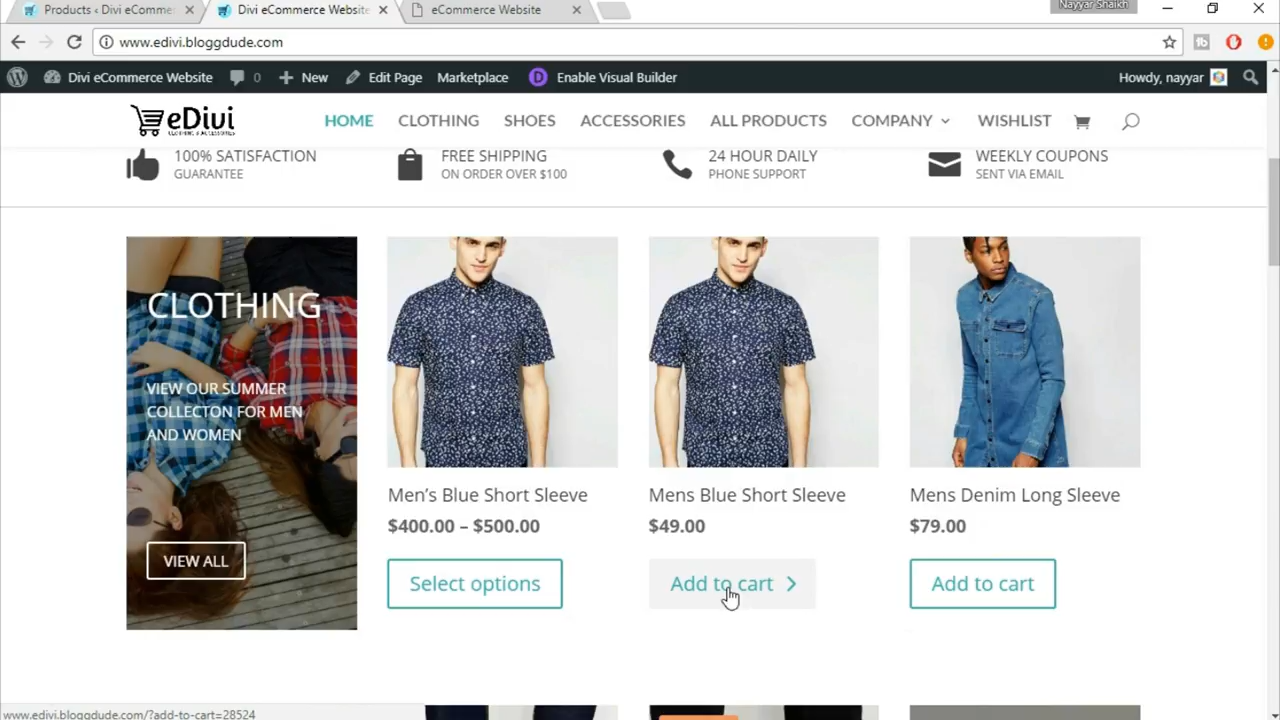 Products ‹ Divi eCommer
Divi eCommerce Website
eCommerce Website
Nayyar Shaikh
www.edivi.bloggdude.com
Divi eCommerce Website
0
New
Edit Page
Marketplace
D
Enable Visual Builder
Howdy, nayyar
eDivi
CLOTHING & ACCESSORIES
HOME
CLOTHING
SHOES
ACCESSORIES
ALL PRODUCTS
COMPANY
WISHLIST
100% SATISFACTION
GUARANTEE
FREE SHIPPING
ON ORDER OVER $100
24 HOUR DAILY
PHONE SUPPORT
WEEKLY COUPONS
SENT VIA EMAIL
CLOTHING
VIEW OUR SUMMER
COLLECTON FOR MEN
AND WOMEN
VIEW ALL
Men’s Blue Short Sleeve
$400.00 – $500.00
Select options
Mens Blue Short Sleeve
$49.00
Add to cart
Mens Denim Long Sleeve
$79.00
Add to cart
www.edivi.bloggdude.com/?add-to-cart=28524